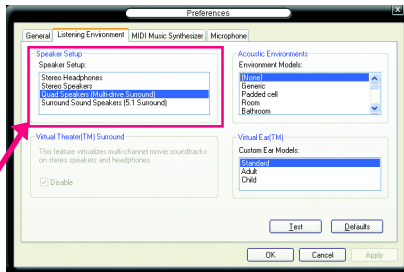 Preferences
X
General Listening Environment MIDI Music Synthesizer Microphone
Speaker Setup
Speaker Setup:
Stereo Headphones
Stereo Speakers
Quad Speakers (Multi-drive Surround)
Surround Sound Speakers (5.1 Surround)
Acoustic Environments
Environment Models:
(None)
Generic
Padded cell
Room
Bathroom
Virtual Theater(TM) Surround
This feature virtualizes multi-channel movie soundtracks
on stereo speakers and headphones.
Disable
Virtual Ear(TM)
Custom Ear Models:
Standard
Adult
Child
Test Defaults
OK Cancel Apply